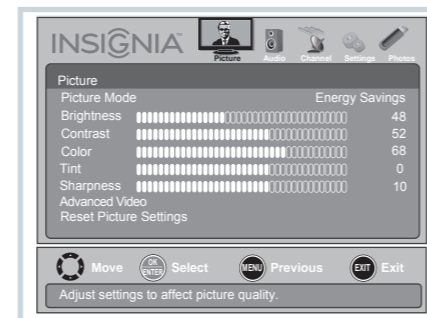 INSIGNIA
Picture Audio Channel Settings Photos
Picture
Picture Mode Energy Savings
Brightness 48
Contrast 52
Color 68
Tint 0
Sharpness 10
Advanced Video
Reset Picture Settings
Move OK ENTER Select MENU Previous EXIT Exit
Adjust settings to affect picture quality.